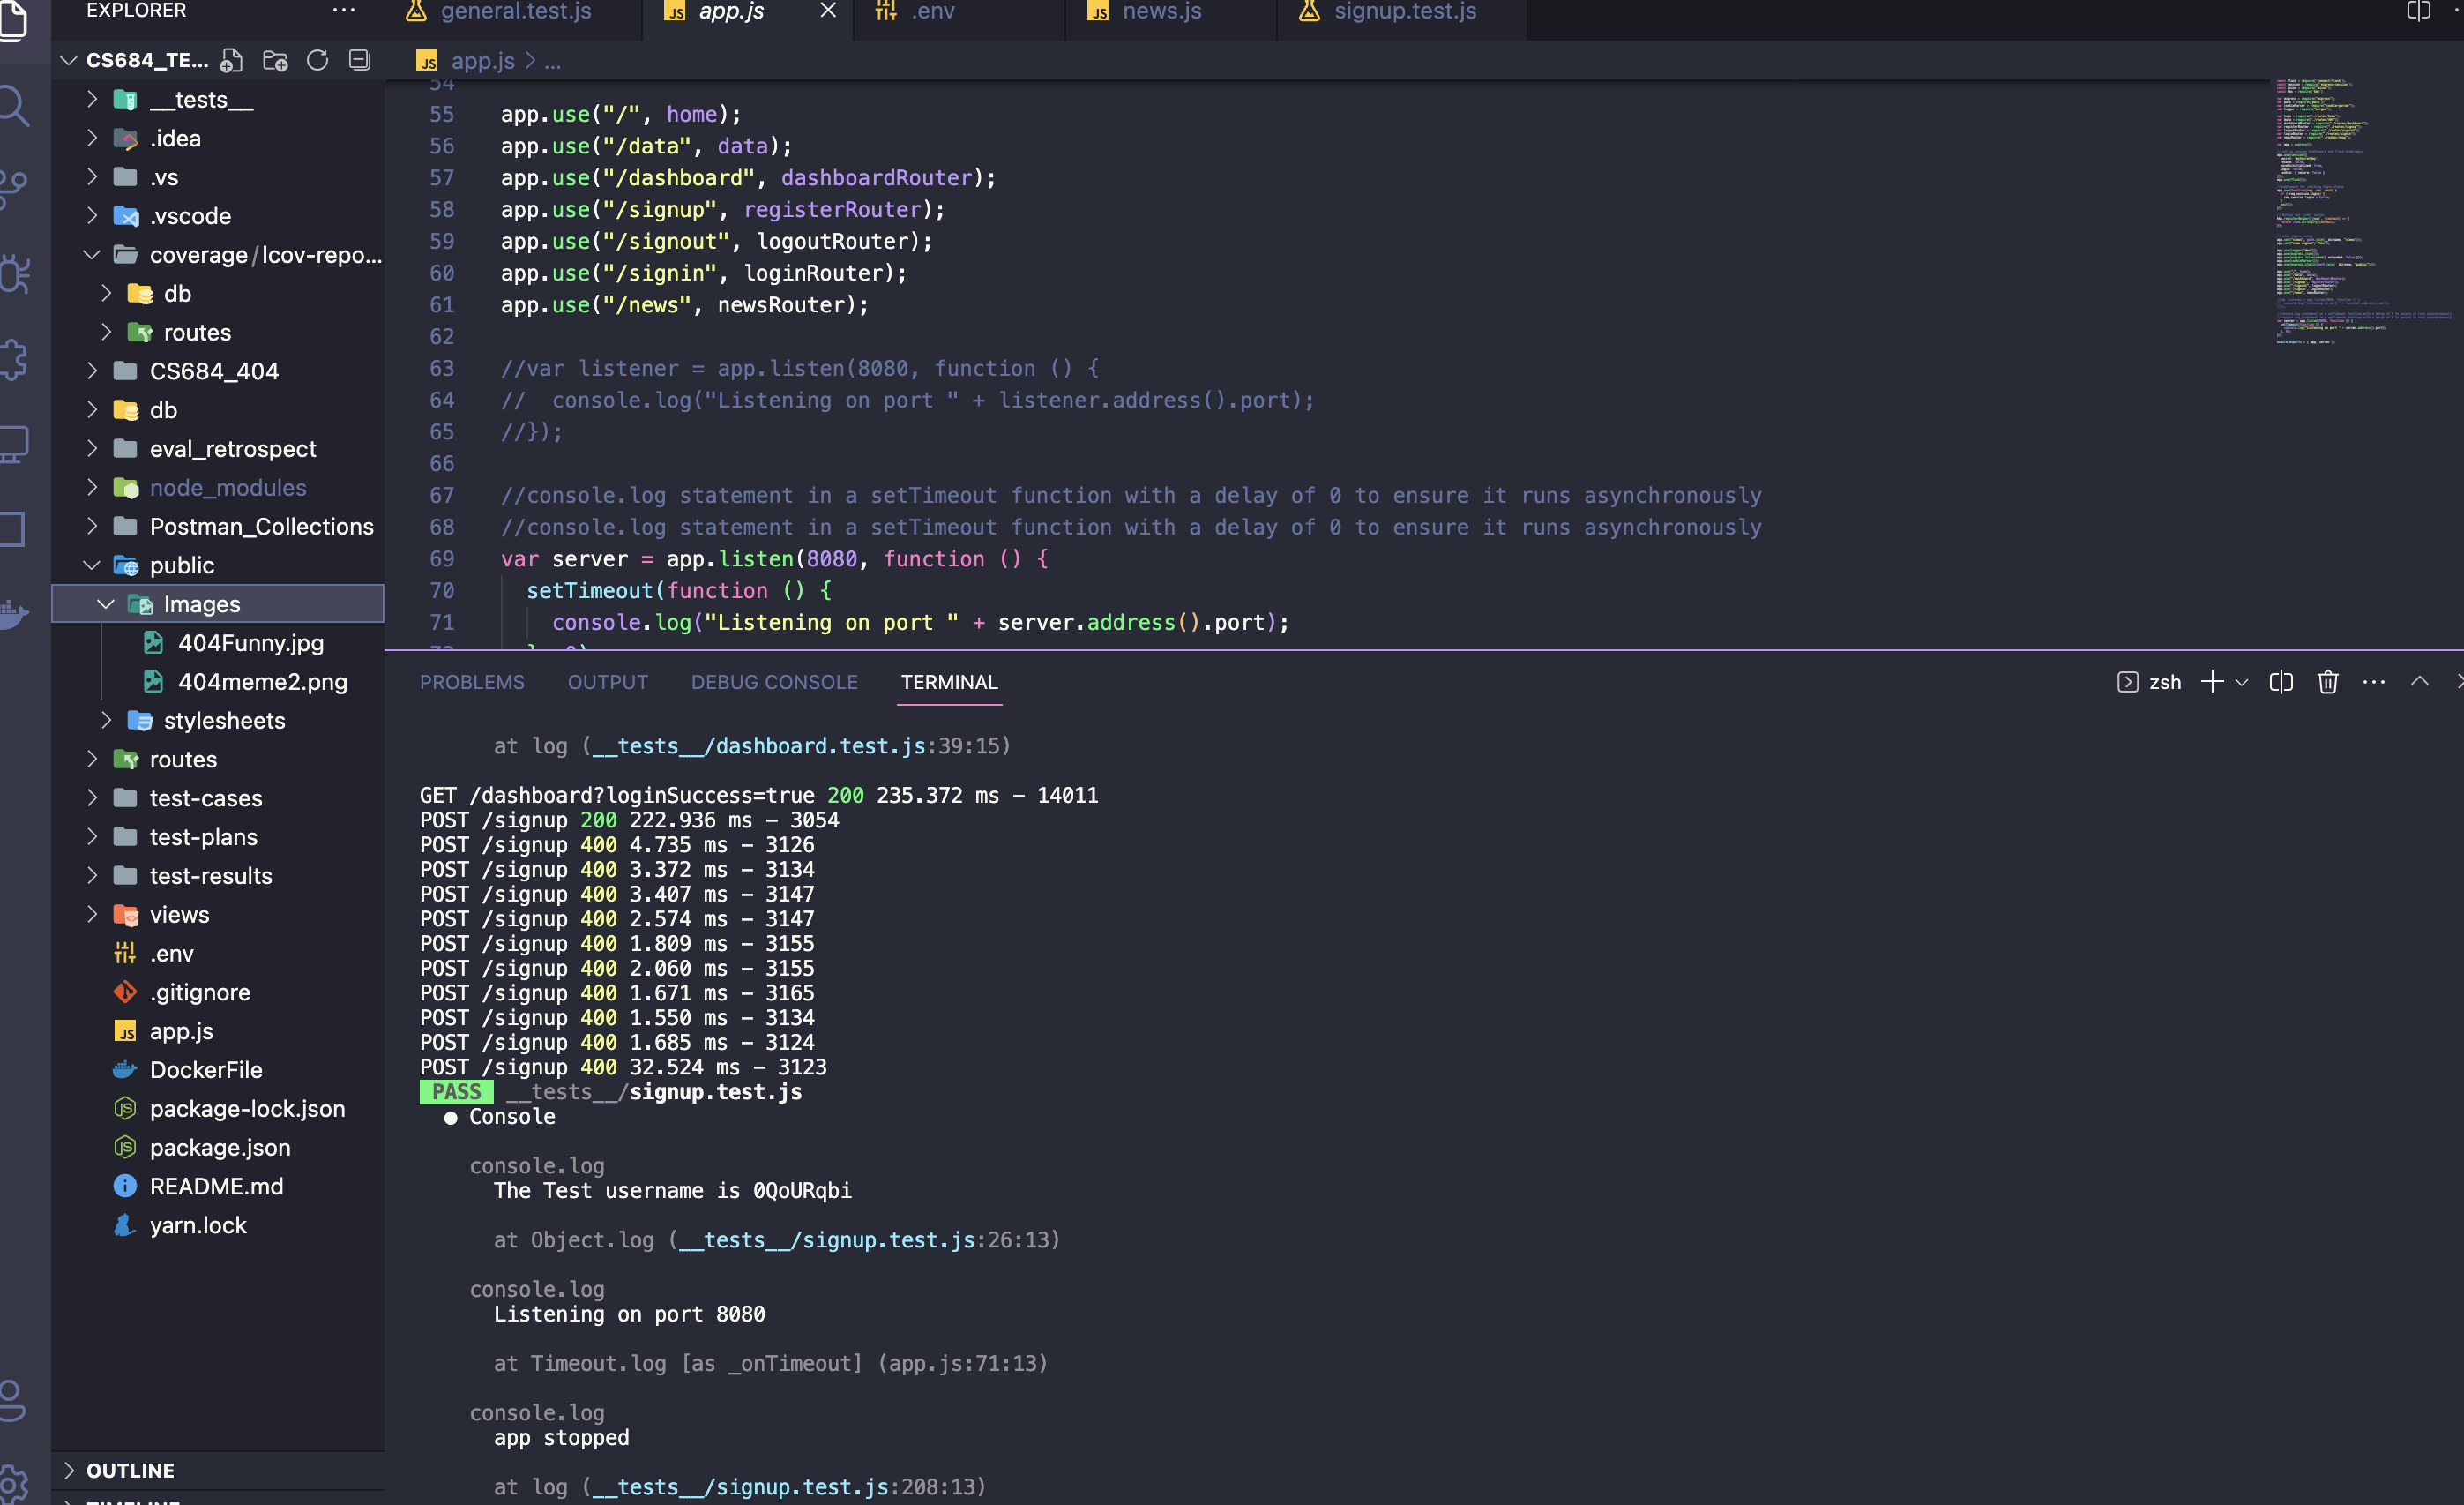 EXPLORER
general.test.js
app.js
.env
news.js
signup.test.js
CS684_TE...
app.js > ...
__tests__
.idea
.vs
.vscode
coverage/lcov-repo...
db
routes
CS684_404
db
eval_retrospect
node_modules
Postman_Collections
public
Images
404Funny.jpg
404meme2.png
stylesheets
routes
test-cases
test-plans
test-results
views
.env
.gitignore
app.js
DockerFile
package-lock.json
package.json
README.md
yarn.lock
OUTLINE
TIMELINE
54
55 app.use("/", home);
56 app.use("/data", data);
57 app.use("/dashboard", dashboardRouter);
58 app.use("/signup", registerRouter);
59 app.use("/signout", logoutRouter);
60 app.use("/signin", loginRouter);
61 app.use("/news", newsRouter);
62
63 //var listener = app.listen(8080, function () {
64 //  console.log("Listening on port " + listener.address().port);
65 //});
66
67 //console.log statement in a setTimeout function with a delay of 0 to ensure it runs asynchronously
68 //console.log statement in a setTimeout function with a delay of 0 to ensure it runs asynchronously
69 var server = app.listen(8080, function () {
70   setTimeout(function () {
71     console.log("Listening on port " + server.address().port);
PROBLEMS OUTPUT DEBUG CONSOLE TERMINAL
zsh
at log (__tests__/dashboard.test.js:39:15)
GET /dashboard?loginSuccess=true 200 235.372 ms - 14011
POST /signup 200 222.936 ms - 3054
POST /signup 400 4.735 ms - 3126
POST /signup 400 3.372 ms - 3134
POST /signup 400 3.407 ms - 3147
POST /signup 400 2.574 ms - 3147
POST /signup 400 1.809 ms - 3155
POST /signup 400 2.060 ms - 3155
POST /signup 400 1.671 ms - 3165
POST /signup 400 1.550 ms - 3134
POST /signup 400 1.685 ms - 3124
POST /signup 400 32.524 ms - 3123
PASS __tests__/signup.test.js
● Console
console.log
The Test username is 0QoURqbi
at Object.log (__tests__/signup.test.js:26:13)
console.log
Listening on port 8080
at Timeout.log [as _onTimeout] (app.js:71:13)
console.log
app stopped
at log (__tests__/signup.test.js:208:13)